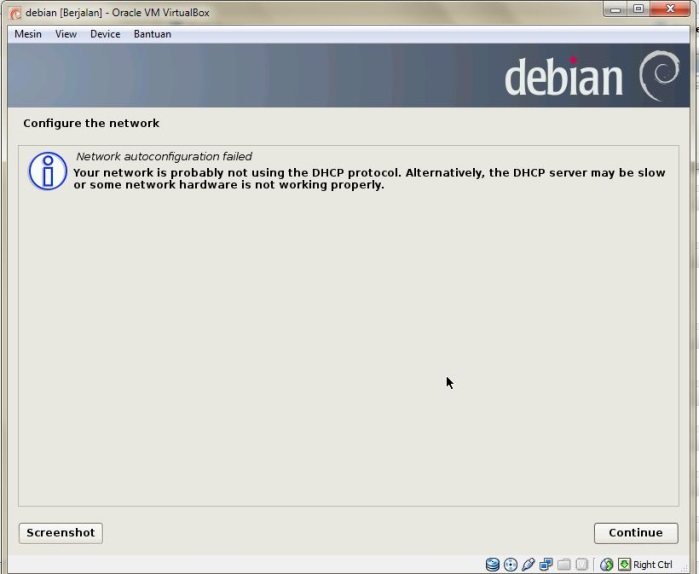 debian [Berjalan] - Oracle VM VirtualBox
Mesin View Device Bantuan
debian
Configure the network
Network autoconfiguration failed
Your network is probably not using the DHCP protocol. Alternatively, the DHCP server may be slow
or some network hardware is not working properly.
Screenshot Continue
Right Ctrl